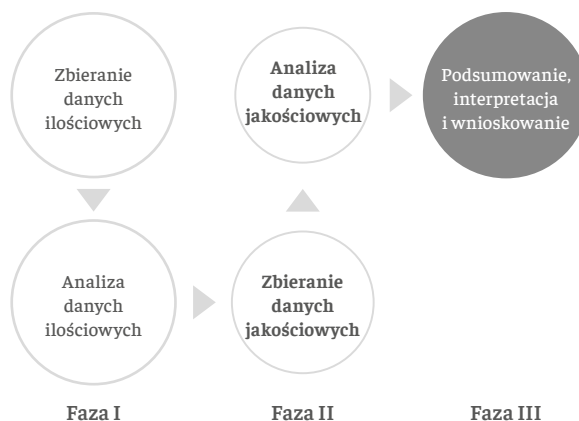 Zbieranie
danych
ilościowych
Analiza
danych
jakościowych
Podsumowanie,
interpretacja
i wnioskowanie
Analiza
danych
ilościowych
Zbieranie
danych
jakościowych
Faza I
Faza II
Faza III